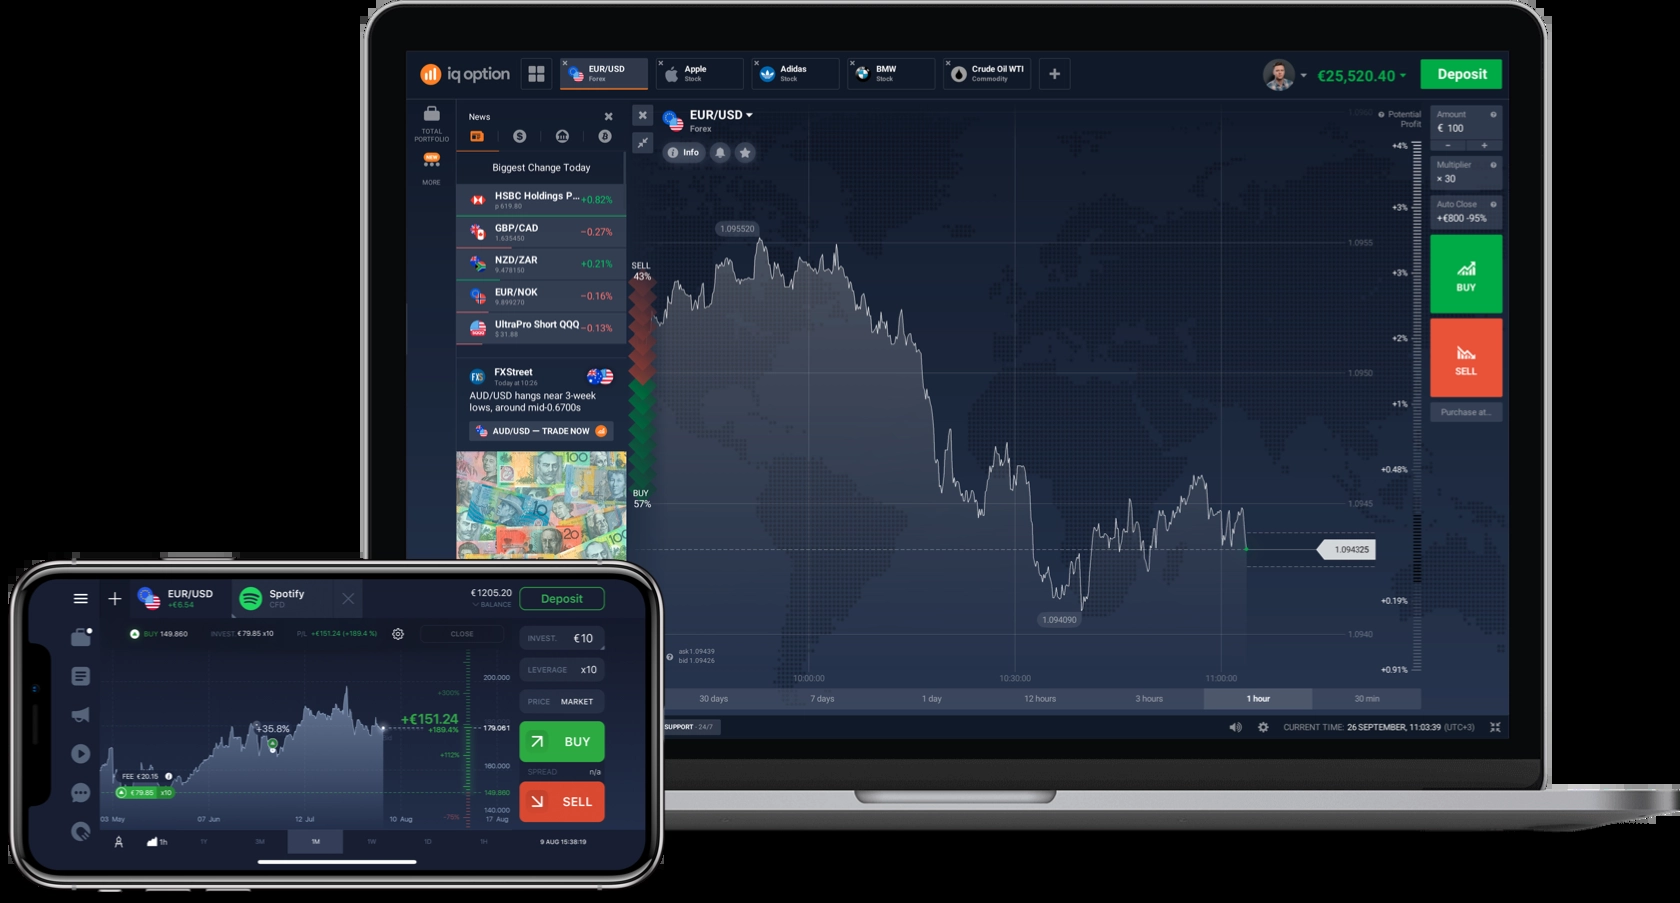 iq option
EUR/USD
Forex
Apple
Stock
Adidas
Stock
BMW
Stock
Crude Oil WTI
Commodity
€25,520.40
Deposit
TOTAL
PORTFOLIO
NEW
MORE
News
Biggest Change Today
HSBC Holdings P... +0.82%
p 619.80
GBP/CAD −0.27%
1.635450
NZD/ZAR +0.21%
9.478150
EUR/NOK −0.16%
9.899270
UltraPro Short QQQ −0.13%
$ 31.88
FXS
FXStreet
Today at 10:26
AUD/USD hangs near 3-week
lows, around mid-0.6700s
AUD/USD — TRADE NOW
SELL
43%
BUY
57%
EUR/USD
Forex
Info
1.095520
1.094090
ask 1.09439
bid 1.09426
10:00:00
10:30:00
11:00:00
1.0955
1.0950
1.0945
1.0940
1.094325
Potential
Profit
+4%
+3%
+3%
+2%
+1%
+0.48%
+0.19%
+0.91%
Amount
€ 100
− +
Multiplier
× 30
Auto Close
+€800 -95%
BUY
SELL
Purchase at...
30 days
7 days
1 day
12 hours
3 hours
1 hour
30 min
SUPPORT 24/7
CURRENT TIME: 26 SEPTEMBER, 11:03:39 (UTC+3)
EUR/USD
+€6.54
Spotify
CFD
€1205.20
BALANCE
Deposit
BUY 149.860
INVEST. €79.85 x10
P/L +€151.24 (+189.4 %)
CLOSE
INVEST. €10
LEVERAGE x10
PRICE MARKET
BUY
SPREAD n/a
SELL
+300%
200.000
+€151.24
+189.4%
179.061
+112%
160.000
149.860
140.000
-75%
+35.8%
FEE €20.15
€79.85 x10
03 May
07 Jun
12 Jul
10 Aug
17 Aug
1h
1Y
3M
1M
1W
1D
1H
9 AUG 15:38:19